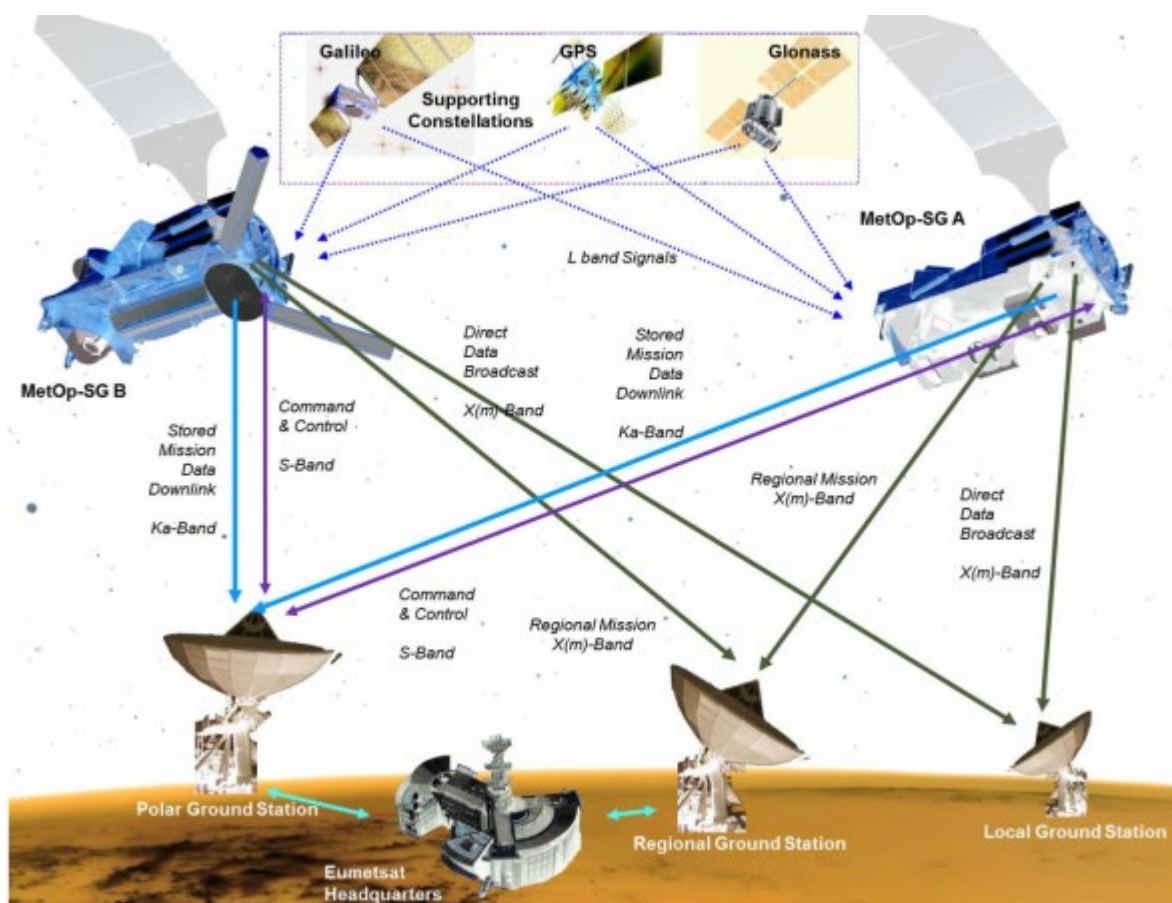 Galileo
GPS
Glonass
Supporting
Constellations
MetOp-SG A
L band Signals
MetOp-SG B
Direct
Data
Broadcast
X(m)-Band
Stored
Mission
Data
Downlink
Ka-Band
Command
& Control
S-Band
Stored
Mission
Data
Downlink
Ka-Band
Regional Mission
X(m)-Band
Direct
Data
Broadcast
X(m)-Band
Command
& Control
S-Band
Regional Mission
X(m)-Band
Polar Ground Station
Regional Ground Station
Local Ground Station
Eumetsat
Headquarters